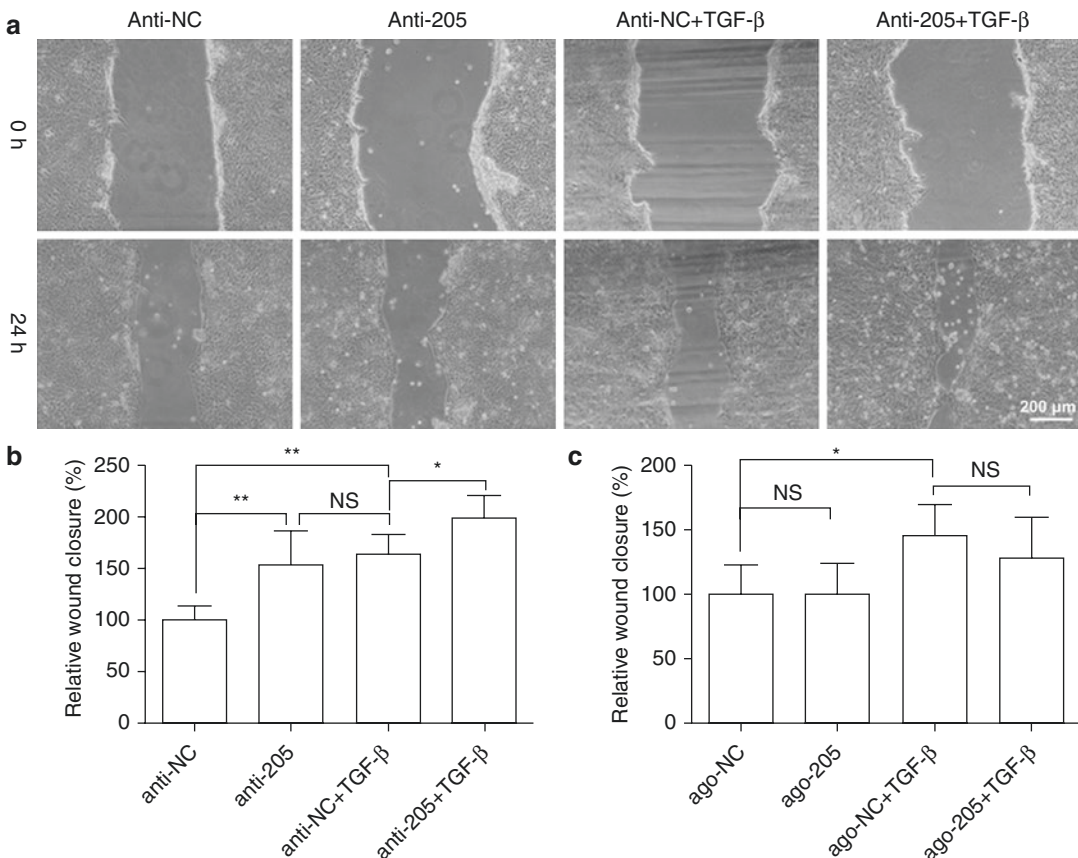 a
Anti-NC Anti-205 Anti-NC+TGF-β Anti-205+TGF-β
0 h
24 h
200 μm
b
Relative wound closure (%)
250
200
150
100
50
0
**
**
NS
*
anti-NC
anti-205
anti-NC+TGF-β
anti-205+TGF-β
c
Relative wound closure (%)
200
150
100
50
0
*
NS
NS
ago-NC
ago-205
ago-NC+TGF-β
ago-205+TGF-β